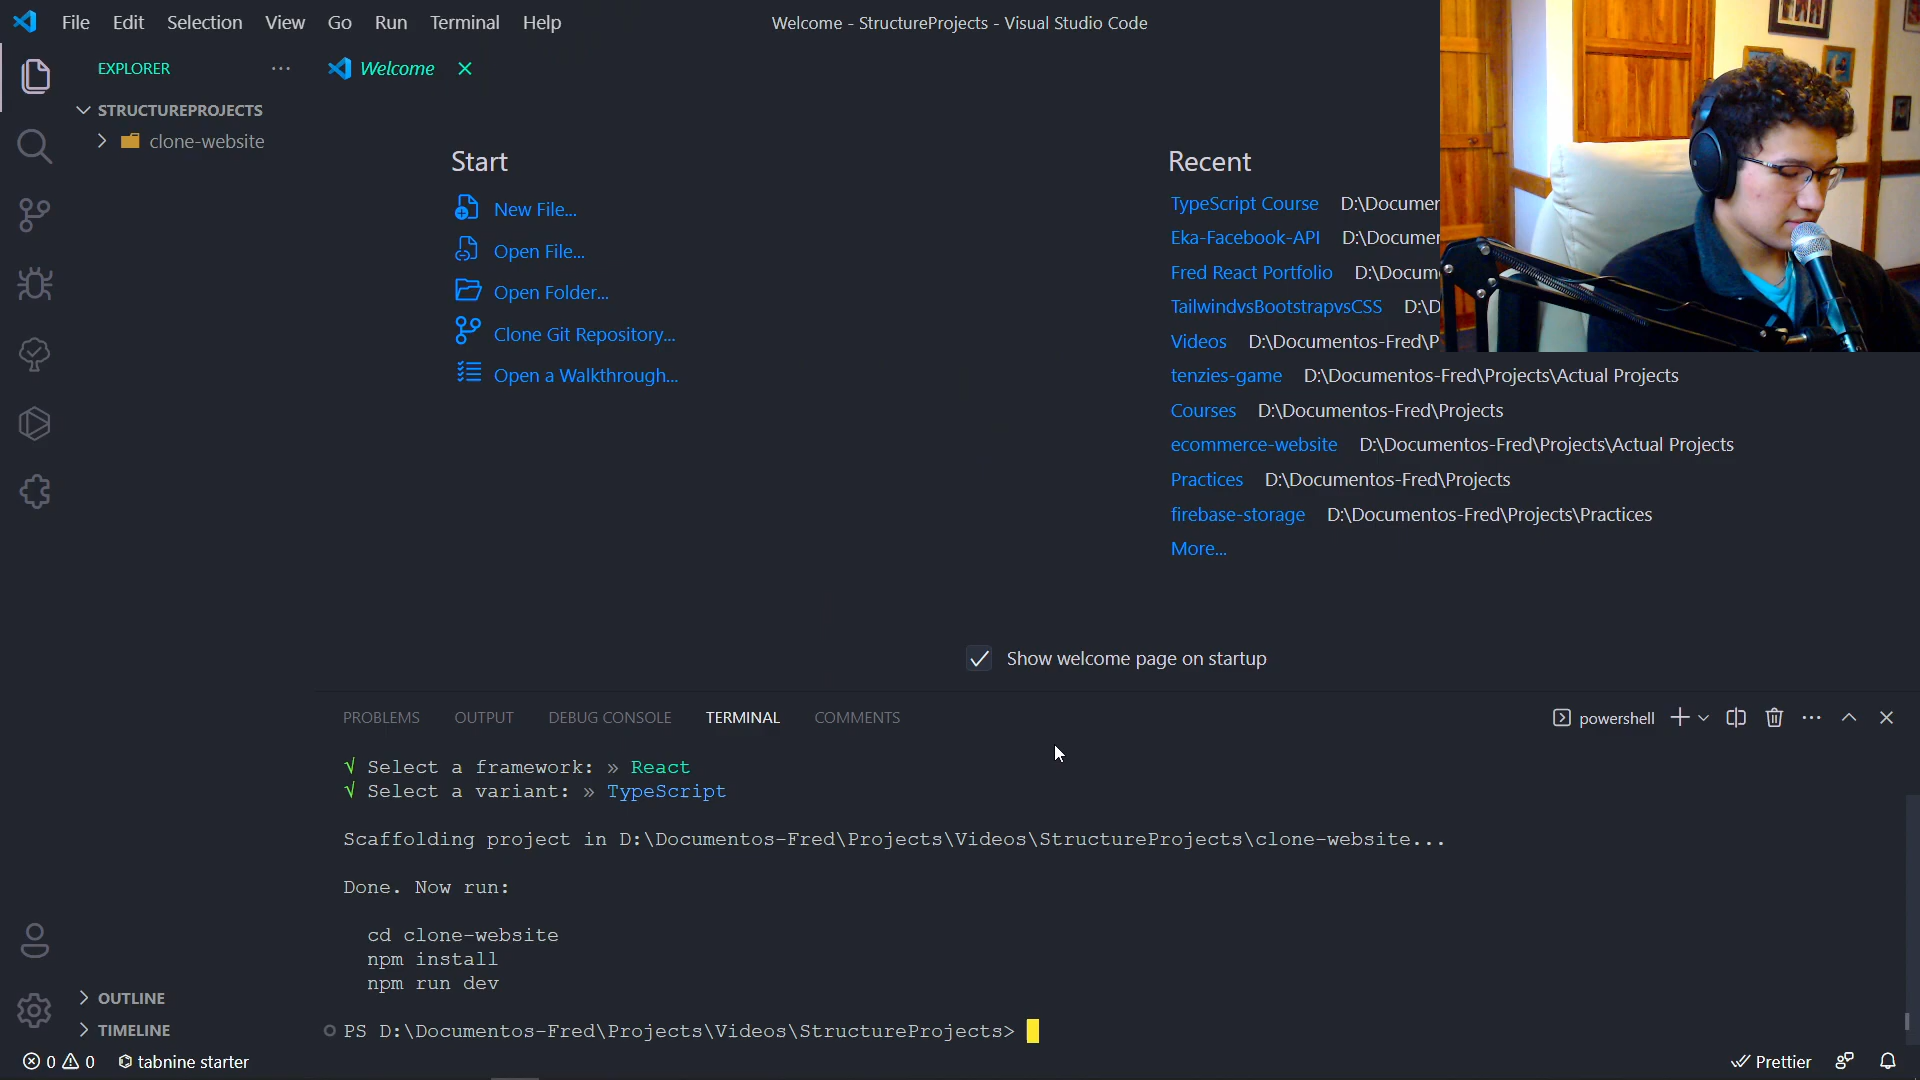 File Edit Selection View Go Run Terminal Help
Welcome - StructureProjects - Visual Studio Code
EXPLORER
Welcome
STRUCTUREPROJECTS
clone-website
Start
New File...
Open File...
Open Folder...
Clone Git Repository...
Open a Walkthrough...
Recent
TypeScript Course D:\Documen
Eka-Facebook-API D:\Documen
Fred React Portfolio D:\Docum
TailwindvsBootstrapvsCSS D:\D
Videos D:\Documentos-Fred\P
tenzies-game D:\Documentos-Fred\Projects\Actual Projects
Courses D:\Documentos-Fred\Projects
ecommerce-website D:\Documentos-Fred\Projects\Actual Projects
Practices D:\Documentos-Fred\Projects
firebase-storage D:\Documentos-Fred\Projects\Practices
More...
Show welcome page on startup
PROBLEMS OUTPUT DEBUG CONSOLE TERMINAL COMMENTS
powershell
√ Select a framework: » React
√ Select a variant: » TypeScript
Scaffolding project in D:\Documentos-Fred\Projects\Videos\StructureProjects\clone-website...
Done. Now run:
cd clone-website
npm install
npm run dev
PS D:\Documentos-Fred\Projects\Videos\StructureProjects>
OUTLINE
TIMELINE
0 0 tabnine starter
Prettier